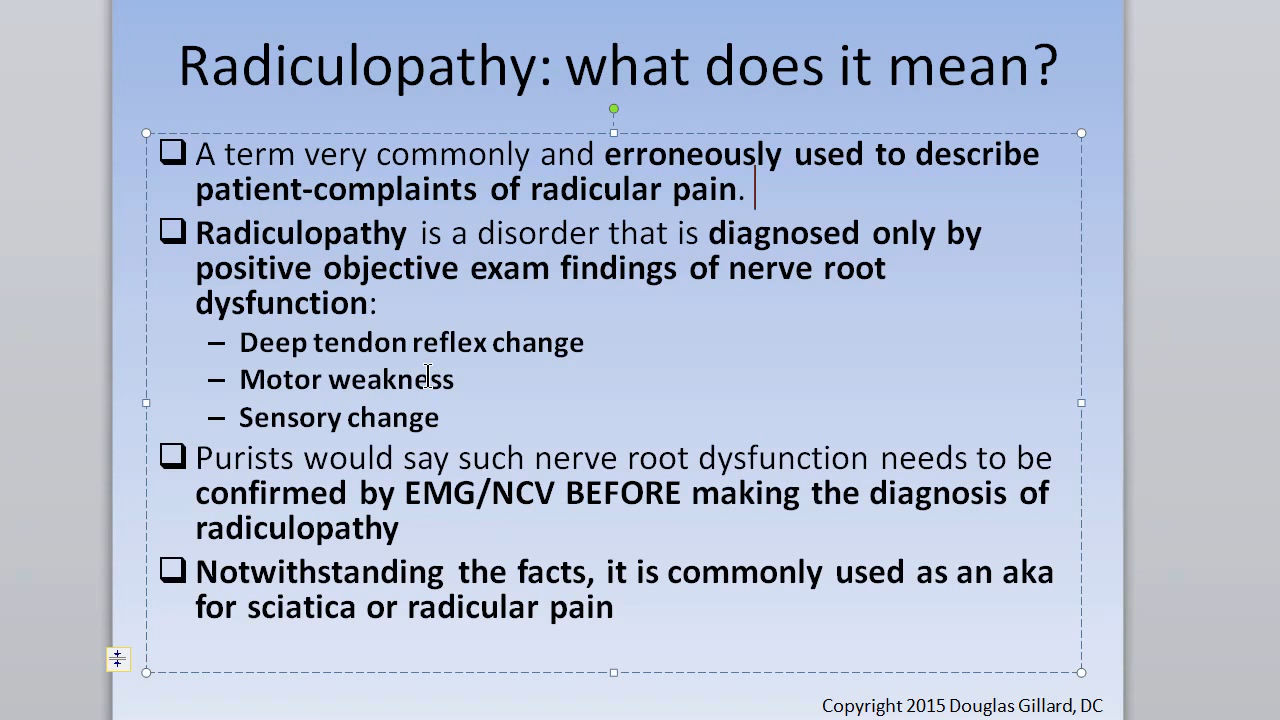 Radiculopathy: what does it mean?
❑ A term very commonly and erroneously used to describe
patient-complaints of radicular pain.
❑ Radiculopathy is a disorder that is diagnosed only by
positive objective exam findings of nerve root
dysfunction:
– Deep tendon reflex change
– Motor weakness
– Sensory change
❑ Purists would say such nerve root dysfunction needs to be
confirmed by EMG/NCV BEFORE making the diagnosis of
radiculopathy
❑ Notwithstanding the facts, it is commonly used as an aka
for sciatica or radicular pain
Copyright 2015 Douglas Gillard, DC